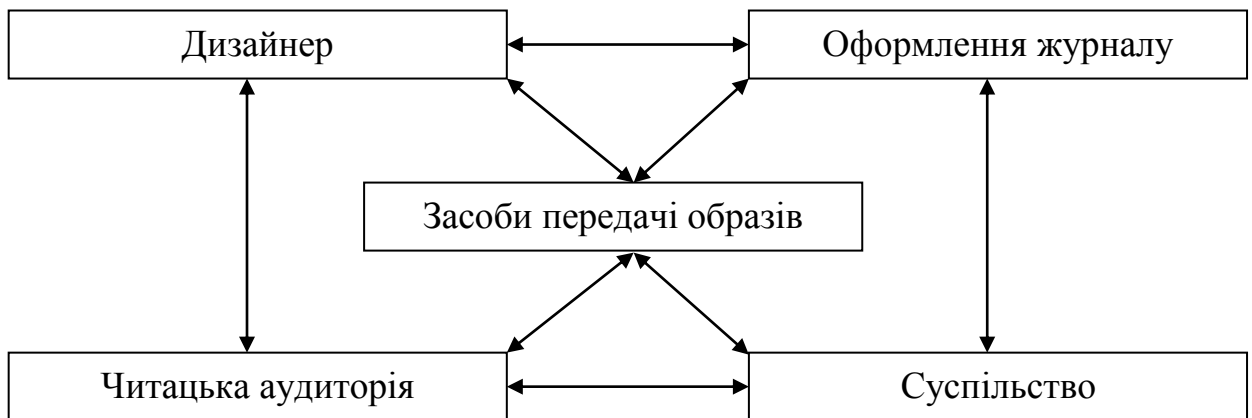 Дизайнер
Оформлення журналу
Засоби передачі образів
Читацька аудиторія
Суспільство